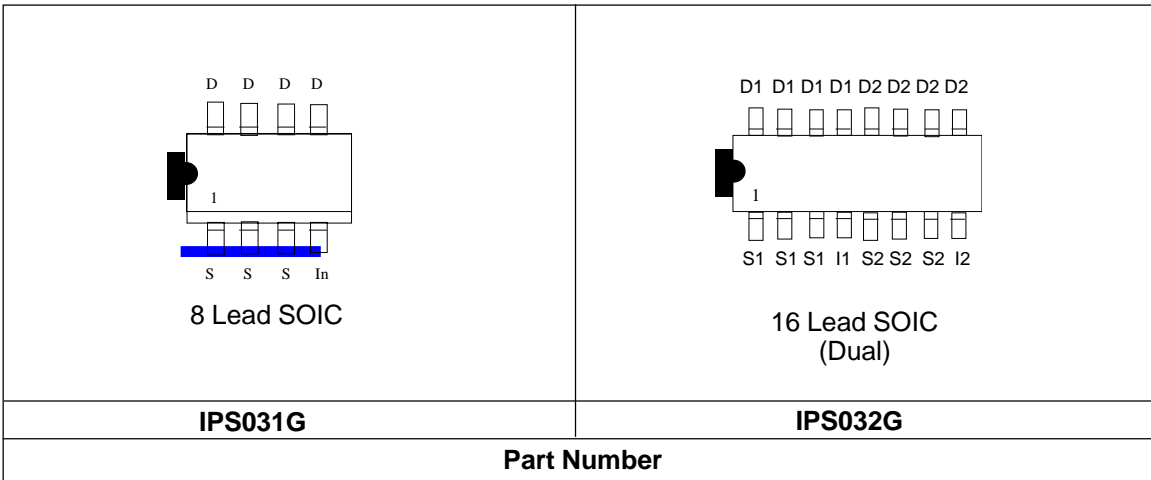 D D D D
1
S S S In
8 Lead SOIC
D1 D1 D1 D1 D2 D2 D2 D2
1
S1 S1 S1 I1 S2 S2 S2 I2
16 Lead SOIC
(Dual)
IPS031G
IPS032G
Part Number